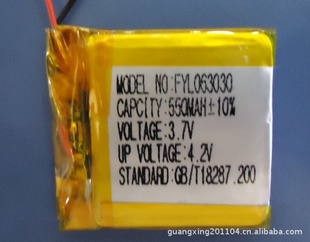 MODEL NO:FYL063030
CAPCITY:550MAH±10%
VOLTAGE:3.7V
UP VOLTAGE:4.2V
STANDARD:GB/T18287.200
guangxing201104.cn.alibaba.com